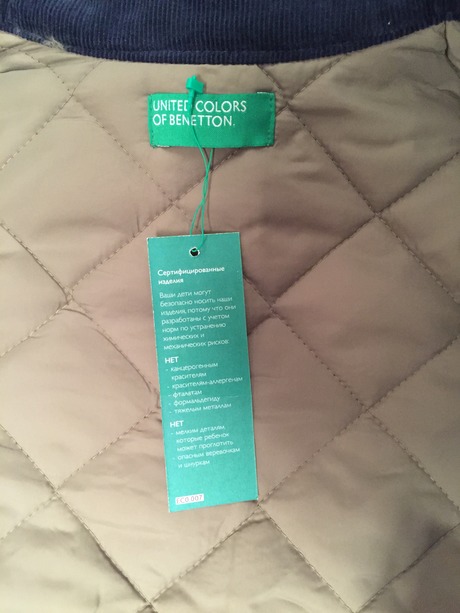 UNITED COLORS
OF BENETTON.
Сертифицированные
изделия
Ваши дети могут
безопасно носить наши
изделия, потому что они
разработаны с учетом
норм по устранению
химических и
механических рисков
НЕТ
- канцерогенным
красителям
- красителям-аллергенам
- фталатам
- формальдегиду
- тяжелым металлам
НЕТ
- мелким деталям,
которые ребенок
может проглотить
- опасным веревочкам
и шнуркам
ECO 007